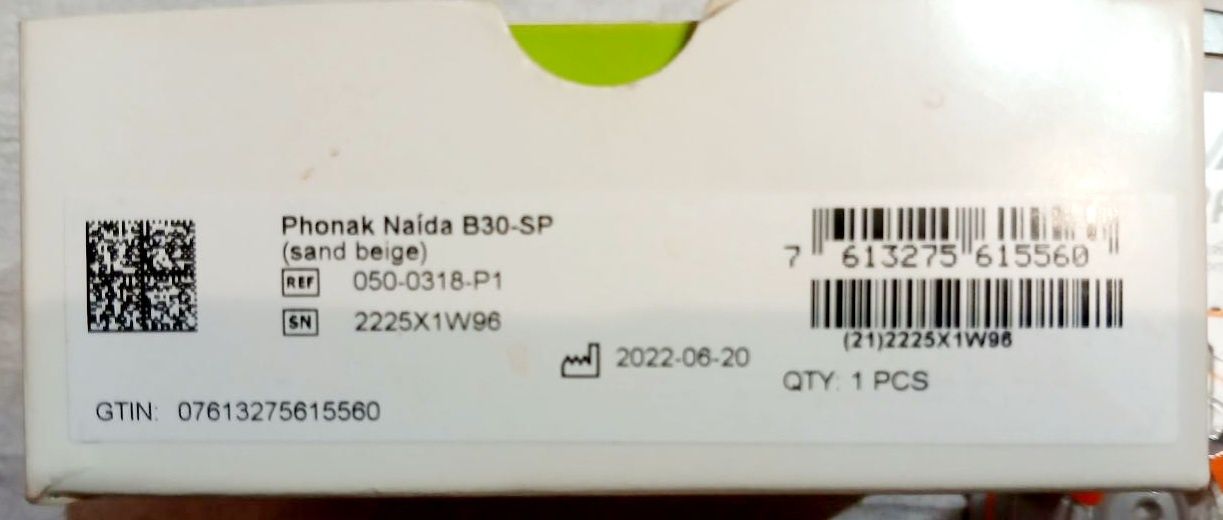 Phonak Naída B30-SP
(sand beige)
REF 050-0318-P1
SN 2225X1W96
2022-06-20
GTIN: 07613275615560
7 613275 615560
(21)2225X1W96
QTY: 1 PCS